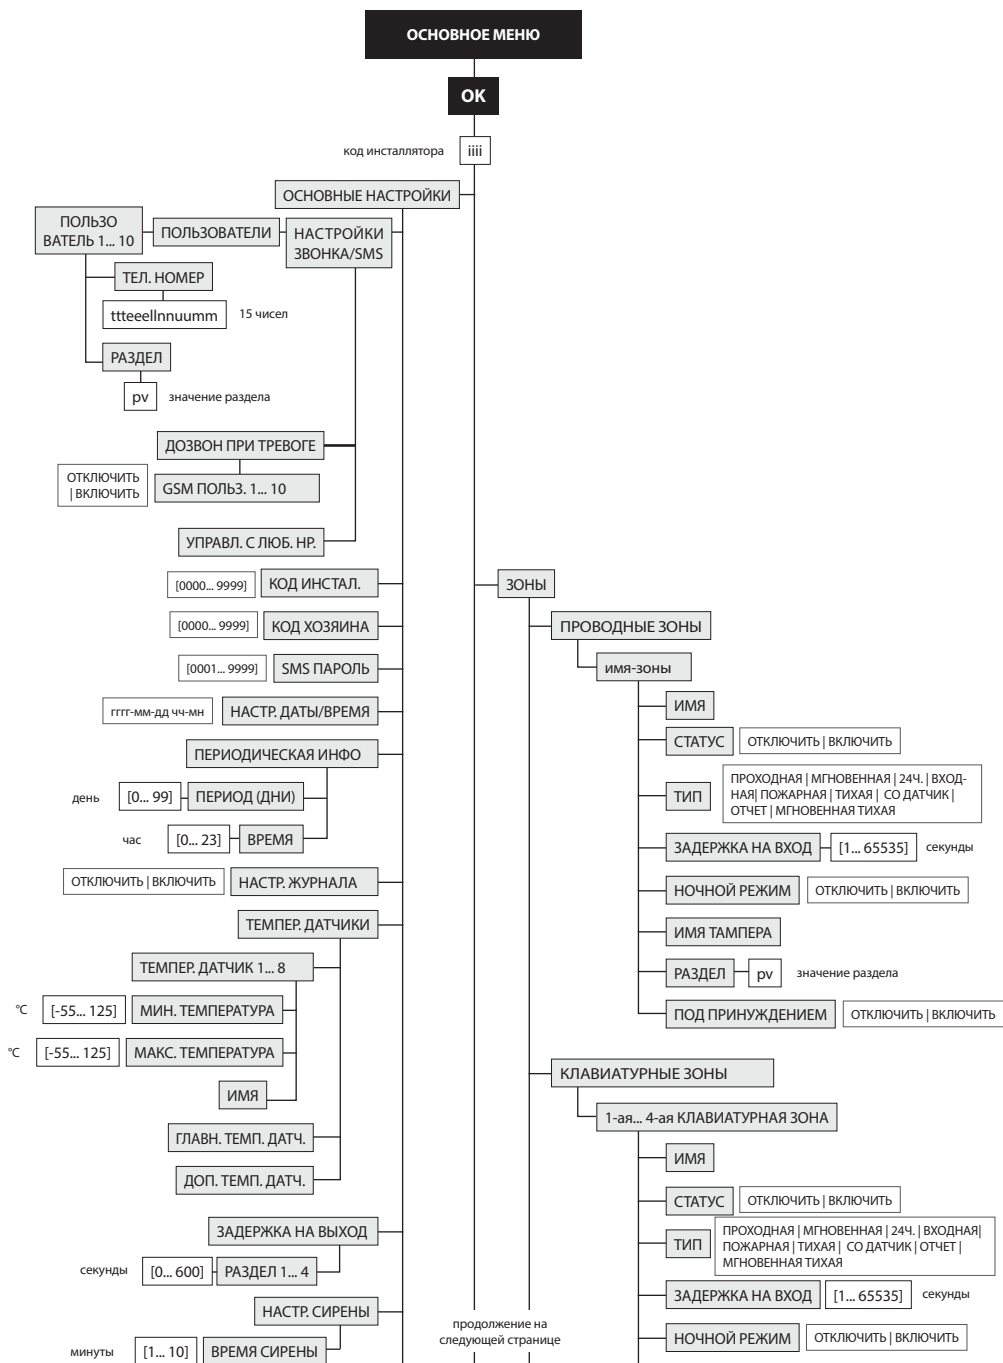 ОСНОВНОЕ МЕНЮ
OK
код инсталлятора
iiii
ОСНОВНЫЕ НАСТРОЙКИ
ПОЛЬЗО
ВАТЕЛЬ 1... 10
ПОЛЬЗОВАТЕЛИ
НАСТРОЙКИ
ЗВОНКА/SMS
ТЕЛ. НОМЕР
ttteeellnnuumm
15 чисел
РАЗДЕЛ
pv
значение раздела
ДОЗВОН ПРИ ТРЕВОГЕ
ОТКЛЮЧИТЬ
| ВКЛЮЧИТЬ
GSM ПОЛЬЗ. 1... 10
УПРАВЛ. С ЛЮБ. НР.
[0000... 9999]
КОД ИНСТАЛ.
[0000... 9999]
КОД ХОЗЯИНА
[0001... 9999]
SMS ПАРОЛЬ
гггг-мм-дд чч-мн
НАСТР. ДАТЫ/ВРЕМЯ
ПЕРИОДИЧЕСКАЯ ИНФО
день
[0... 99]
ПЕРИОД (ДНИ)
час
[0... 23]
ВРЕМЯ
ОТКЛЮЧИТЬ | ВКЛЮЧИТЬ
НАСТР. ЖУРНАЛА
ТЕМПЕР. ДАТЧИКИ
ТЕМПЕР. ДАТЧИК 1... 8
°C
[-55... 125]
МИН. ТЕМПЕРАТУРА
°C
[-55... 125]
МАКС. ТЕМПЕРАТУРА
ИМЯ
ГЛАВН. ТЕМП. ДАТЧ.
ДОП. ТЕМП. ДАТЧ.
ЗАДЕРЖКА НА ВЫХОД
секунды
[0... 600]
РАЗДЕЛ 1... 4
НАСТР. СИРЕНЫ
минуты
[1... 10]
ВРЕМЯ СИРЕНЫ
ЗОНЫ
ПРОВОДНЫЕ ЗОНЫ
имя-зоны
ИМЯ
СТАТУС
ОТКЛЮЧИТЬ | ВКЛЮЧИТЬ
ТИП
ПРОХОДНАЯ | МГНОВЕННАЯ | 24Ч. | ВХОД-
НАЯ| ПОЖАРНАЯ | ТИХАЯ | СО ДАТЧИК |
ОТЧЕТ | МГНОВЕННАЯ ТИХАЯ
ЗАДЕРЖКА НА ВХОД
[1... 65535]
секунды
НОЧНОЙ РЕЖИМ
ОТКЛЮЧИТЬ | ВКЛЮЧИТЬ
ИМЯ ТАМПЕРА
РАЗДЕЛ
pv
значение раздела
ПОД ПРИНУЖДЕНИЕМ
ОТКЛЮЧИТЬ | ВКЛЮЧИТЬ
КЛАВИАТУРНЫЕ ЗОНЫ
1-ая... 4-ая КЛАВИАТУРНАЯ ЗОНА
ИМЯ
СТАТУС
ОТКЛЮЧИТЬ | ВКЛЮЧИТЬ
ТИП
ПРОХОДНАЯ | МГНОВЕННАЯ | 24Ч. | ВХОДНАЯ|
ПОЖАРНАЯ | ТИХАЯ | СО ДАТЧИК | ОТЧЕТ |
МГНОВЕННАЯ ТИХАЯ
ЗАДЕРЖКА НА ВХОД
[1... 65535]
секунды
НОЧНОЙ РЕЖИМ
ОТКЛЮЧИТЬ | ВКЛЮЧИТЬ
продолжение на
следующей странице